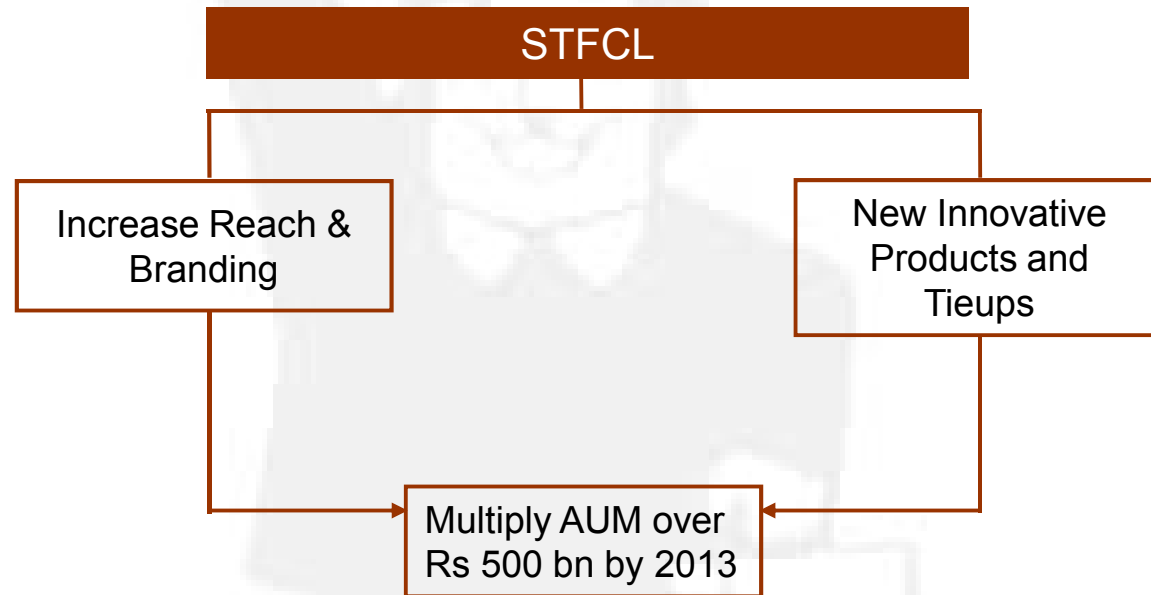 STFCL
Increase Reach &
Branding
New Innovative
Products and
Tieups
Multiply AUM over
Rs 500 bn by 2013